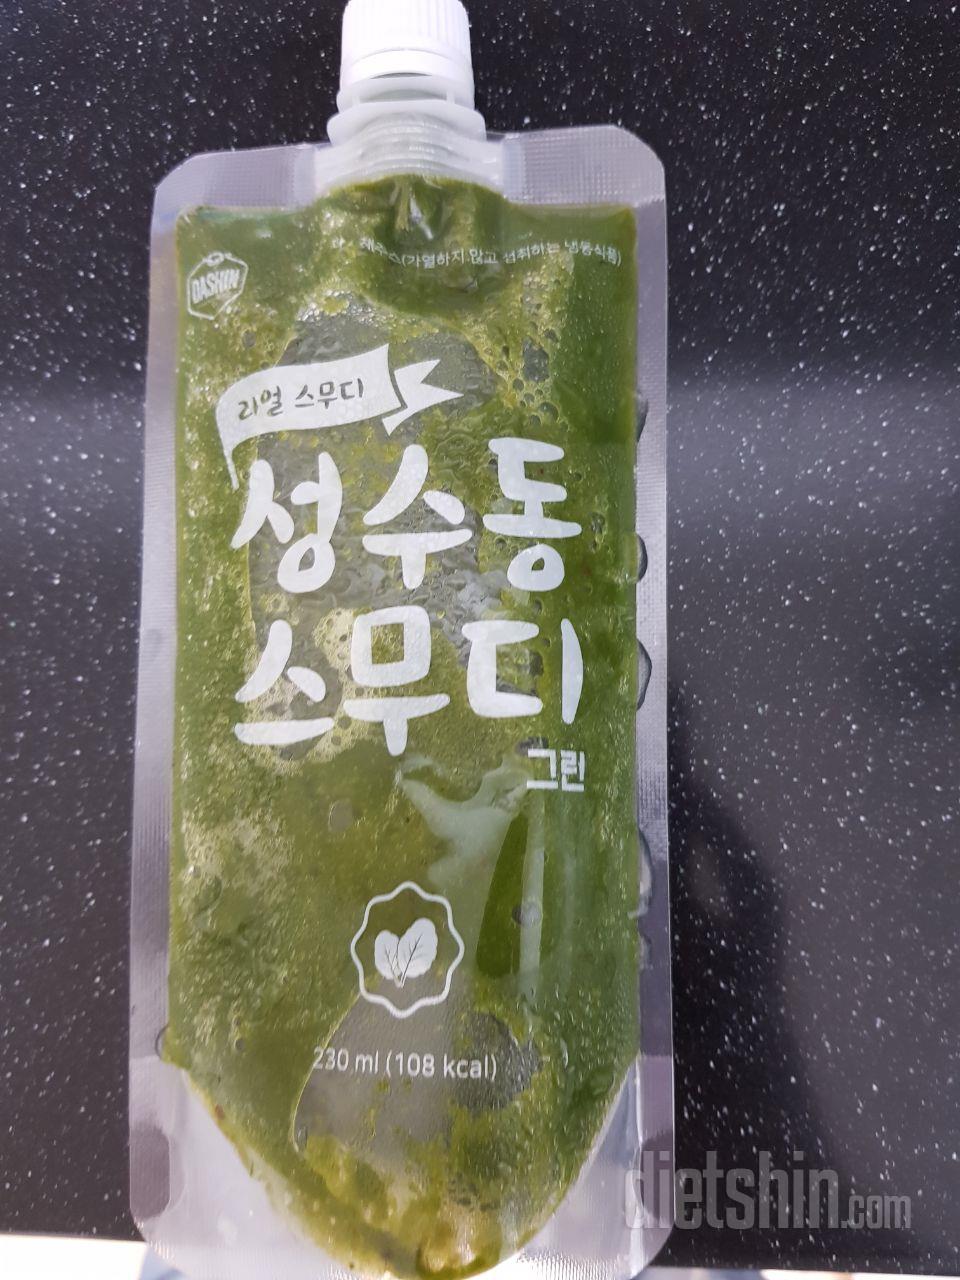 과.채주스(가열하지 않고 섭취하는 냉동식품)
DASHIN
리얼 스무디
성수동
스무디
그린
230 ml (108 kcal)
dietshin.com